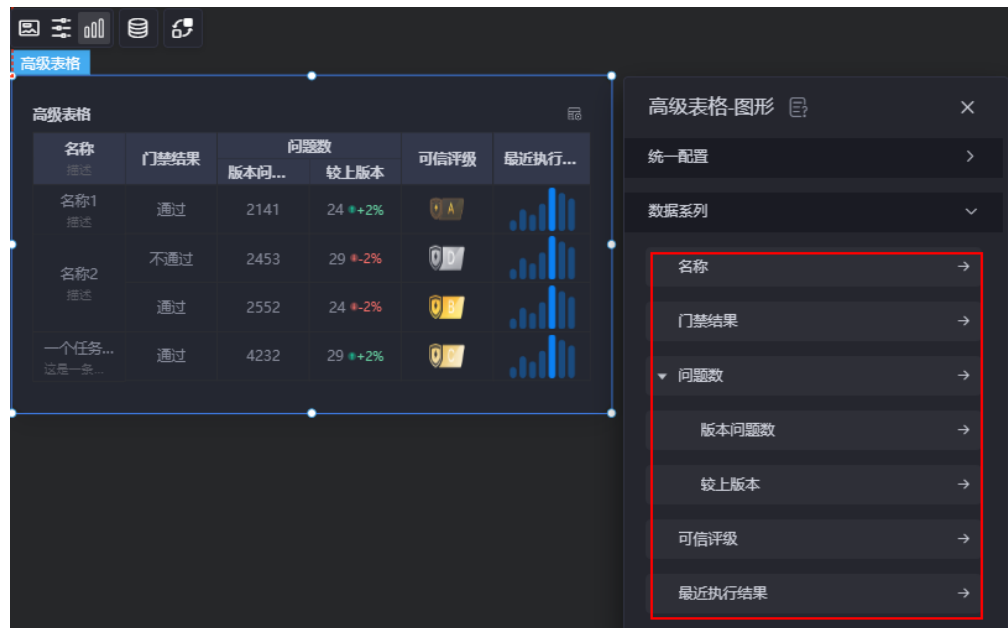 高级表格
高级表格
名称
描述
门禁结果
问题数
版本问...
较上版本
可信评级
最近执行...
名称1
描述
通过
2141
24 +2%
A
名称2
描述
不通过
2453
29 -2%
D
通过
2552
24 -2%
B
一个任务...
这是一条...
通过
4232
29 +2%
C
高级表格-图形
统一配置
数据系列
名称
门禁结果
问题数
版本问题数
较上版本
可信评级
最近执行结果